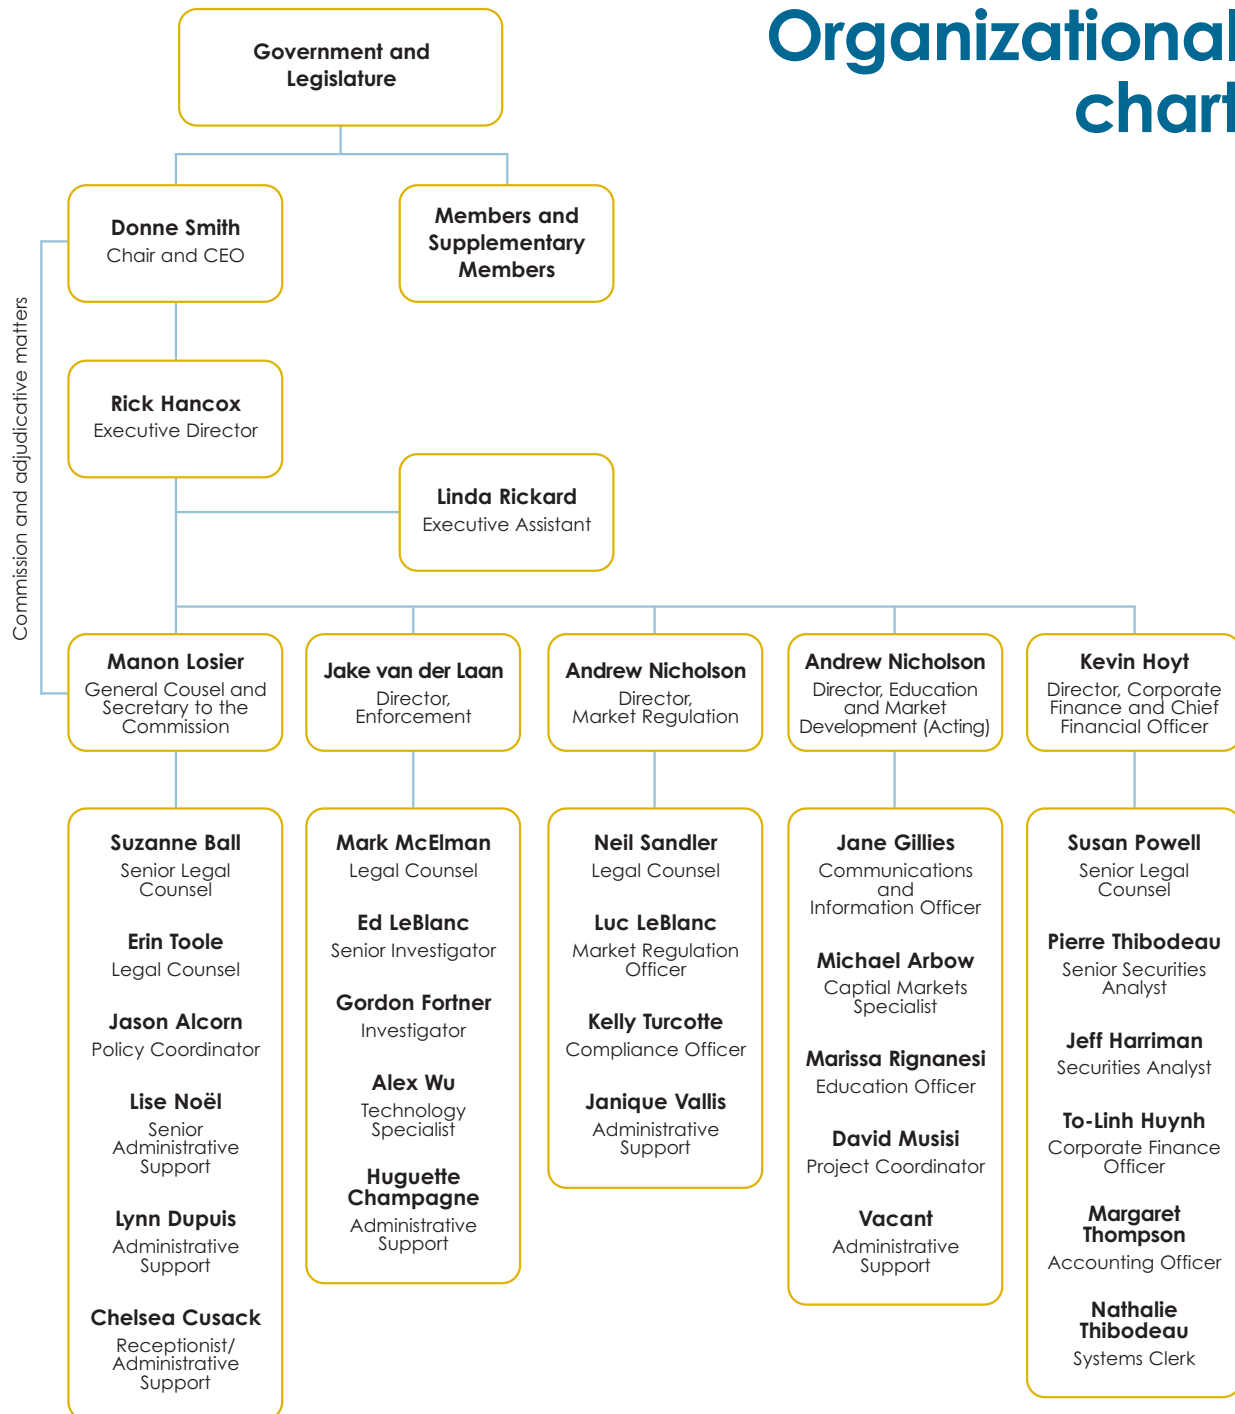 Organizational
chart
Government and
Legislature
Donne Smith
Chair and CEO
Members and
Supplementary
Members
Commission and adjudicative matters
Rick Hancox
Executive Director
Linda Rickard
Executive Assistant
Manon Losier
General Cousel and
Secretary to the
Commission
Jake van der Laan
Director,
Enforcement
Andrew Nicholson
Director,
Market Regulation
Andrew Nicholson
Director, Education
and Market
Development (Acting)
Kevin Hoyt
Director, Corporate
Finance and Chief
Financial Officer
Suzanne Ball
Senior Legal
Counsel
Erin Toole
Legal Counsel
Jason Alcorn
Policy Coordinator
Lise Noël
Senior
Administrative
Support
Lynn Dupuis
Administrative
Support
Chelsea Cusack
Receptionist/
Administrative
Support
Mark McElman
Legal Counsel
Ed LeBlanc
Senior Investigator
Gordon Fortner
Investigator
Alex Wu
Technology
Specialist
Huguette
Champagne
Administrative
Support
Neil Sandler
Legal Counsel
Luc LeBlanc
Market Regulation
Officer
Kelly Turcotte
Compliance Officer
Janique Vallis
Administrative
Support
Jane Gillies
Communications
and
Information Officer
Michael Arbow
Captial Markets
Specialist
Marissa Rignanesi
Education Officer
David Musisi
Project Coordinator
Vacant
Administrative
Support
Susan Powell
Senior Legal
Counsel
Pierre Thibodeau
Senior Securities
Analyst
Jeff Harriman
Securities Analyst
To-Linh Huynh
Corporate Finance
Officer
Margaret
Thompson
Accounting Officer
Nathalie
Thibodeau
Systems Clerk